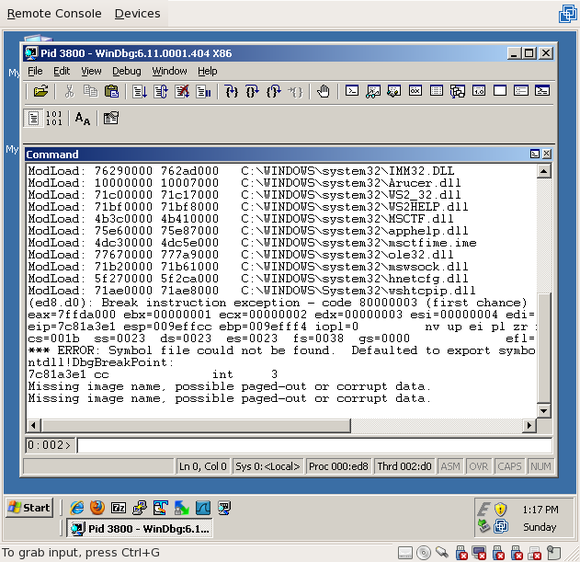 Remote Console Devices
My
My
Pid 3800 - WinDbg:6.11.0001.404 X86
File Edit View Debug Window Help
Command
ModLoad: 76290000 762ad000 C:\WINDOWS\system32\IMM32.DLL
ModLoad: 10000000 10007000 C:\WINDOWS\system32\Arucer.dll
ModLoad: 71c00000 71c17000 C:\WINDOWS\system32\WS2_32.dll
ModLoad: 71bf0000 71bf8000 C:\WINDOWS\system32\WS2HELP.dll
ModLoad: 4b3c0000 4b410000 C:\WINDOWS\system32\MSCTF.dll
ModLoad: 75e60000 75e87000 C:\WINDOWS\system32\apphelp.dll
ModLoad: 4dc30000 4dc5e000 C:\WINDOWS\system32\msctfime.ime
ModLoad: 77670000 777a9000 C:\WINDOWS\system32\ole32.dll
ModLoad: 71b20000 71b61000 C:\WINDOWS\system32\mswsock.dll
ModLoad: 5f270000 5f2ca000 C:\WINDOWS\system32\hnetcfg.dll
ModLoad: 71ae0000 71ae8000 C:\WINDOWS\system32\wshtcpip.dll
(ed8.d0): Break instruction exception - code 80000003 (first chance)
eax=7ffda000 ebx=00000001 ecx=00000002 edx=00000003 esi=00000004 edi=
eip=7c81a3e1 esp=009effcc ebp=009efff4 iopl=0 nv up ei pl zr
cs=001b ss=0023 ds=0023 es=0023 fs=0038 gs=0000 efl=
*** ERROR: Symbol file could not be found. Defaulted to export symbo
ntdll!DbgBreakPoint:
7c81a3e1 cc int 3
Missing image name, possible paged-out or corrupt data.
Missing image name, possible paged-out or corrupt data.
0:002>
Ln 0, Col 0 Sys 0:<Local> Proc 000:ed8 Thrd 002:d0 ASM OVR CAPS NUM
Start
1:17 PM
Pid 3800 - WinDbg:6.1...
Sunday
To grab input, press Ctrl+G